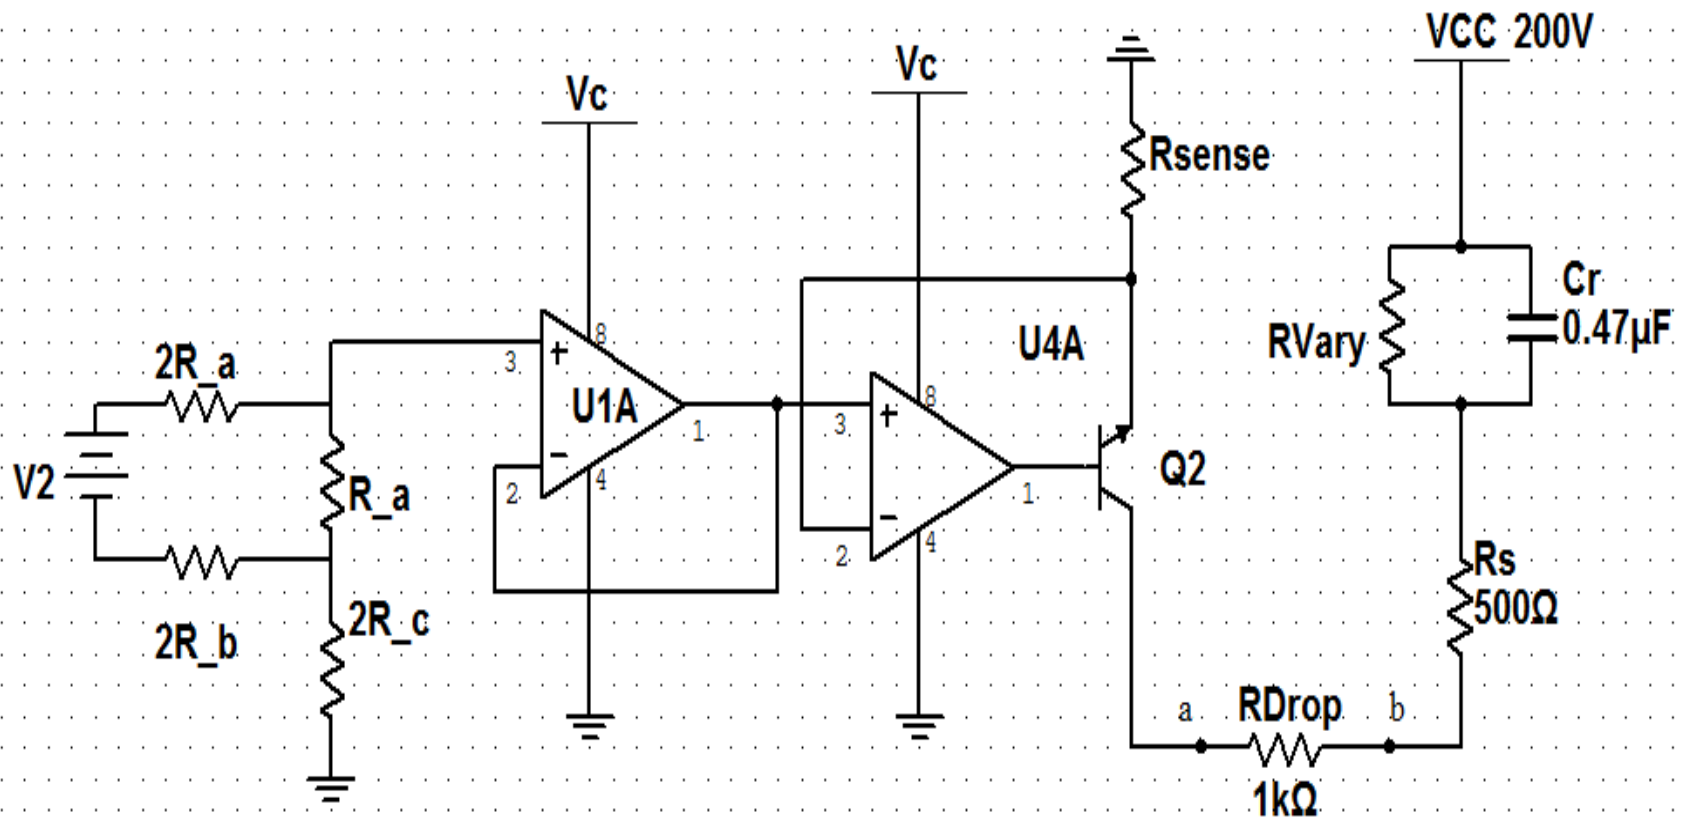 VCC 200V
Vc
Vc
Rsense
Cr
0.47µF
RVary
U4A
8
3
+
U1A
1
-
2
4
2R_a
V2
R_a
2R_b
2R_c
8
3
+
1
-
2
4
Q2
Rs
500Ω
a
RDrop
b
1kΩ